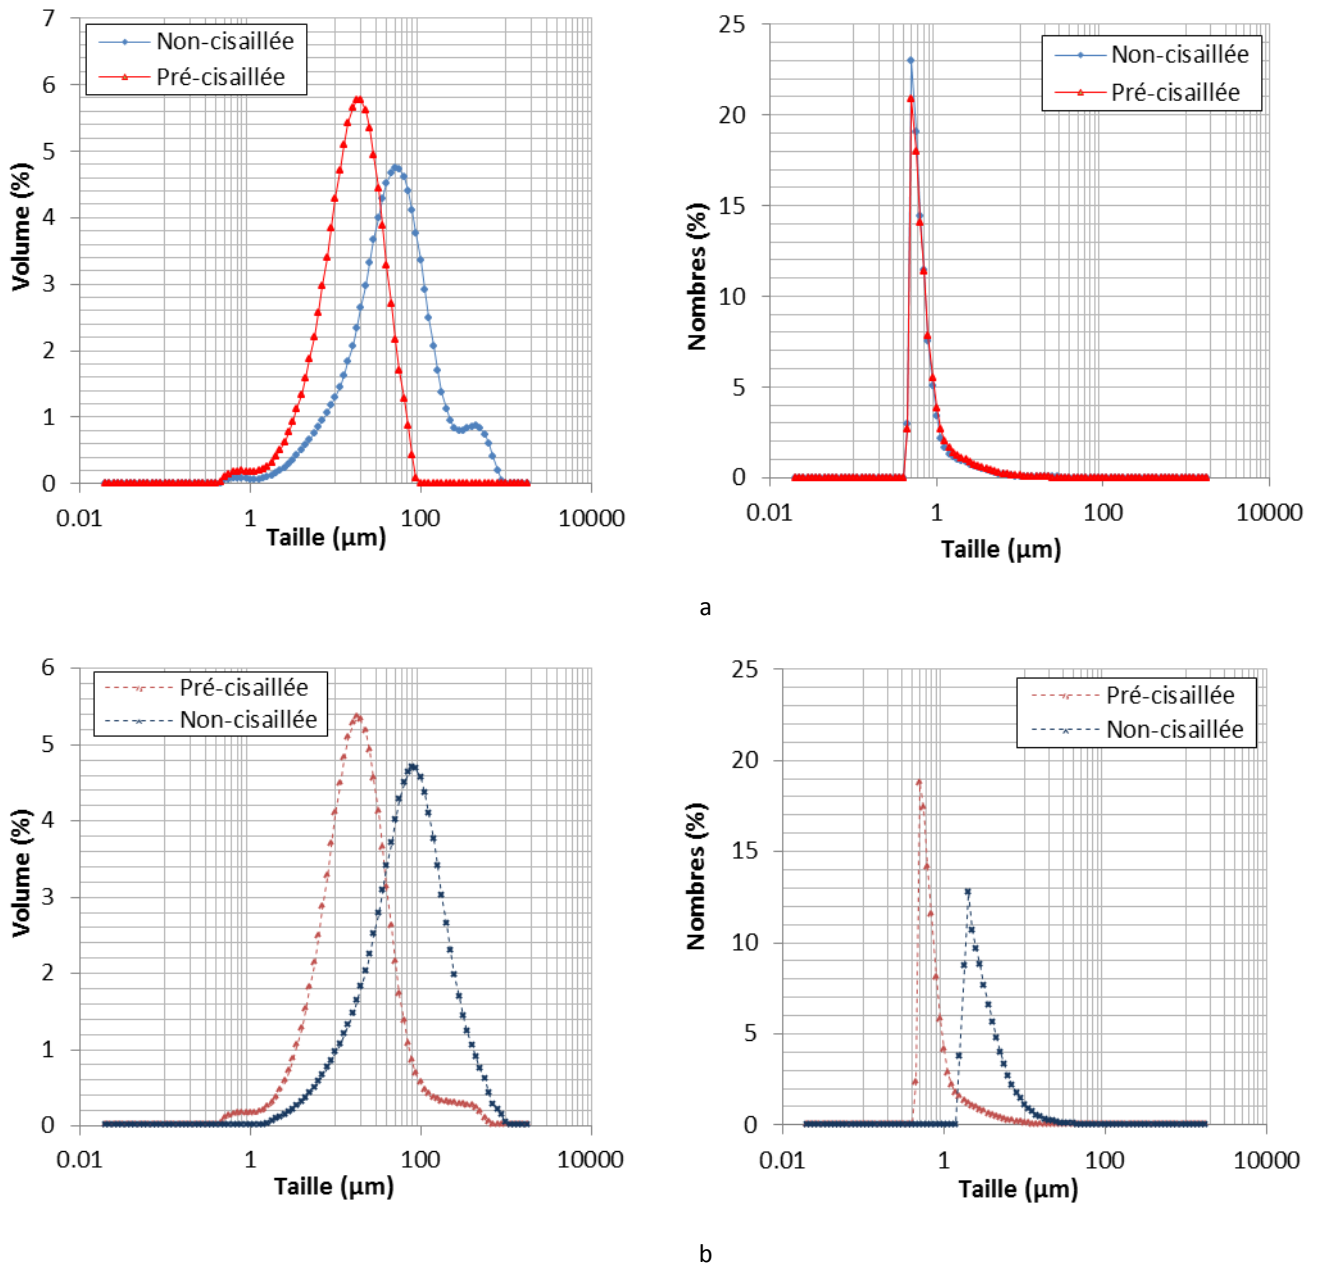 7
6
5
4
3
2
1
0
Volume (%)
Non-cisaillée
Pré-cisaillée
0.01 1 100 10000
Taille (µm)
25
20
15
10
5
0
Nombres (%)
Non-cisaillée
Pré-cisaillée
0.01 1 100 10000
Taille (µm)
a
6
5
4
3
2
1
0
Volume (%)
Pré-cisaillée
Non-cisaillée
0.01 1 100 10000
Taille (µm)
25
20
15
10
5
0
Nombres (%)
Pré-cisaillée
Non-cisaillée
0.01 1 100 10000
Taille (µm)
b